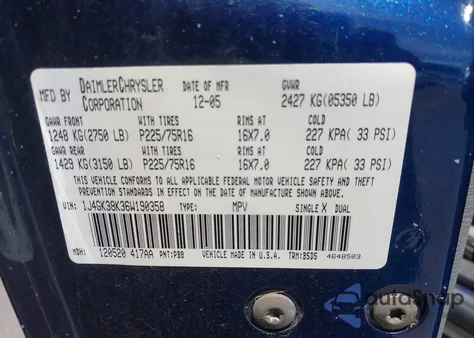 MFD BY DAIMLERCHRYSLER CORPORATION DATE OF MFR 12-05 GVWR 2427 KG(05350 LB)
GAWR FRONT WITH TIRES RIMS AT COLD
1248 KG(2750 LB) P225/75R16 16X7.0 227 KPA( 33 PSI)
GAWR REAR WITH TIRES RIMS AT COLD
1429 KG(3150 LB) P225/75R16 16X7.0 227 KPA( 33 PSI)
THIS VEHICLE CONFORMS TO ALL APPLICABLE FEDERAL MOTOR VEHICLE SAFETY AND THEFT
PREVENTION STANDARDS IN EFFECT ON THE DATE OF MANUFACTURE SHOWN ABOVE.
VIN: 1J4GK38K36W190358 TYPE: MPV SINGLE X DUAL
MDH: 120520 417AA PNT:PB8 VEHICLE MADE IN U.S.A. TRM:B5D5 4648503
autosnap